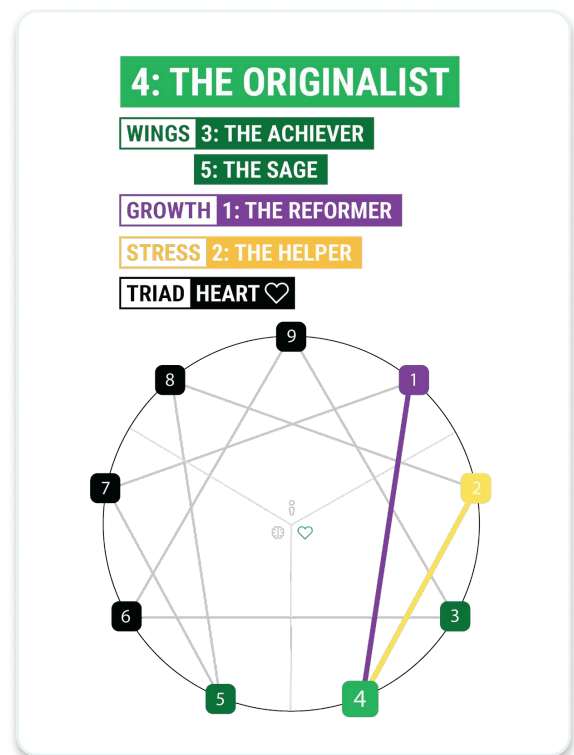 4: THE ORIGINALIST
WINGS 3: THE ACHIEVER
5: THE SAGE
GROWTH 1: THE REFORMER
STRESS 2: THE HELPER
TRIAD HEART
9
8
1
7
2
6
3
5
4